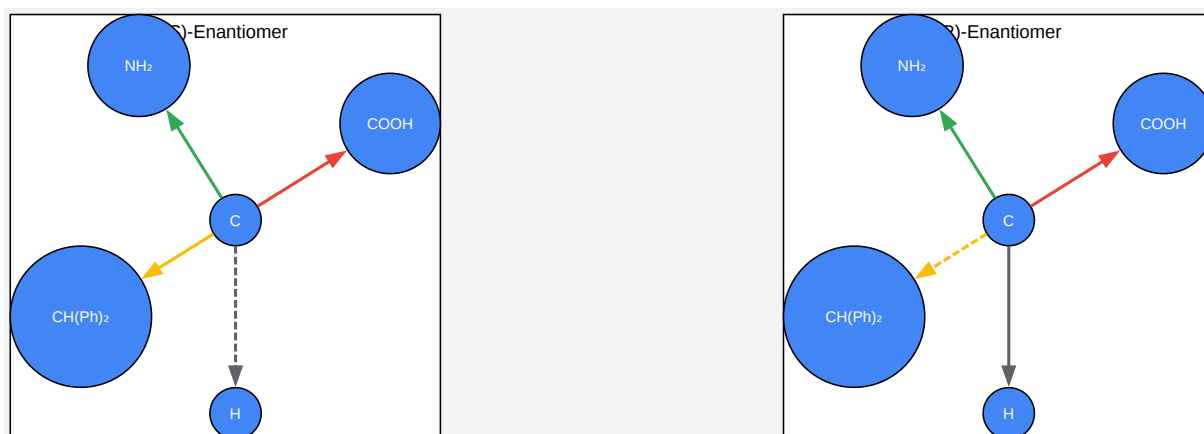 S)-Enantiomer
NH₂
COOH
C
CH(Ph)₂
H
)-Enantiomer
NH₂
COOH
C
CH(Ph)₂
H